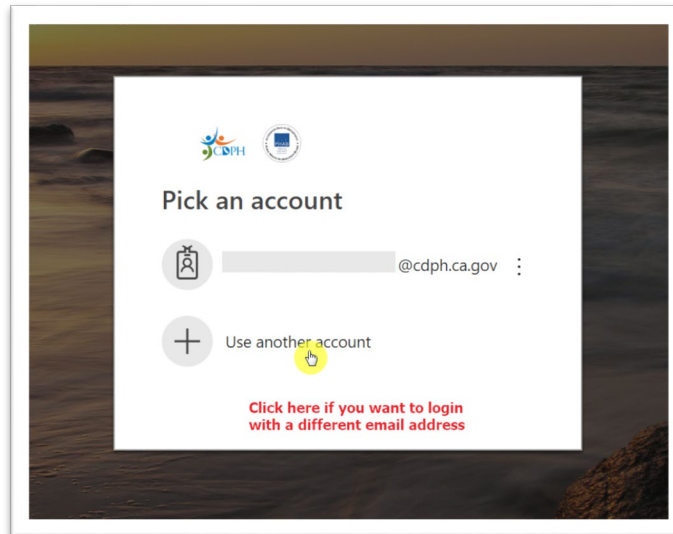 CDPH
PHAB
Pick an account
@cdph.ca.gov
Use another account
Click here if you want to login
with a different email address